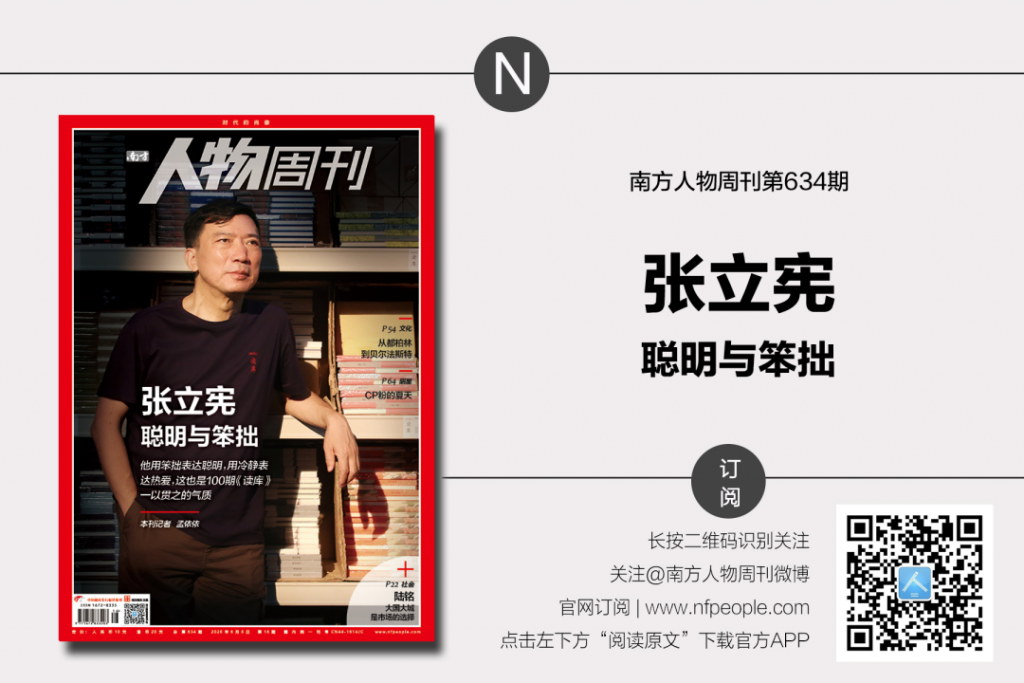 N
时代的肖像
南方
人物周刊
P54 文化
从都柏林
到贝尔法斯特
P64 明星
CP粉的夏天
张立宪
聪明与笨拙
他用笨拙表达聪明，用冷静表
达热爱，这也是100期《读库》
一以贯之的气质
本刊记者 孟依依
P22 社会
陆铭
大国大城
是市场的选择
www.nfpeople.com
南方人物周刊第634期
张立宪
聪明与笨拙
订
阅
长按二维码识别关注
关注@南方人物周刊微博
官网订阅 | www.nfpeople.com
点击左下方“阅读原文”下载官方APP